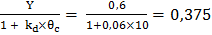 Y / (1 + k_d×θ_c) = 0,6 / (1+0,06×10) = 0,375